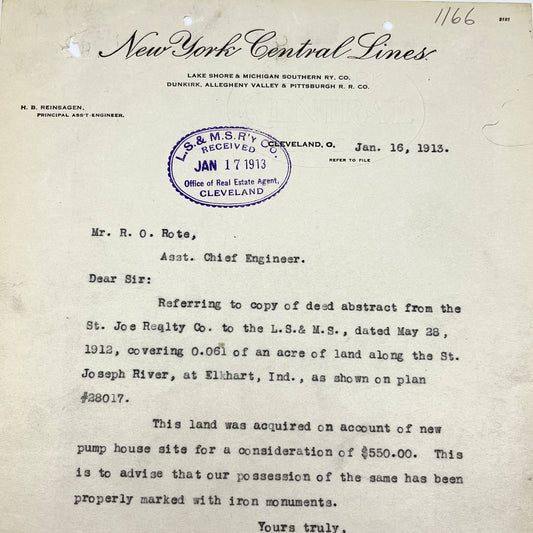 1166
9181
New York Central Lines.
LAKE SHORE & MICHIGAN SOUTHERN RY. CO.
DUNKIRK, ALLEGHENY VALLEY & PITTSBURGH R. R. CO.
H. B. REINSAGEN,
PRINCIPAL ASS'T-ENGINEER.
L.S. & M.S.R'Y Co.
RECEIVED
JAN 17 1913
Office of Real Estate Agent,
CLEVELAND
CLEVELAND, O, Jan. 16, 1913.
REFER TO FILE
Mr. R. O. Rote,
Asst. Chief Engineer.
Dear Sir:
Referring to copy of deed abstract from the
St. Joe Realty Co. to the L.S.& M.S., dated May 28,
1912, covering 0.061 of an acre of land along the St.
Joseph River, at Elkhart, Ind., as shown on plan
#28017.
This land was acquired on account of new
pump house site for a consideration of $550.00. This
is to advise that our possession of the same has been
properly marked with iron monuments.
Yours truly,